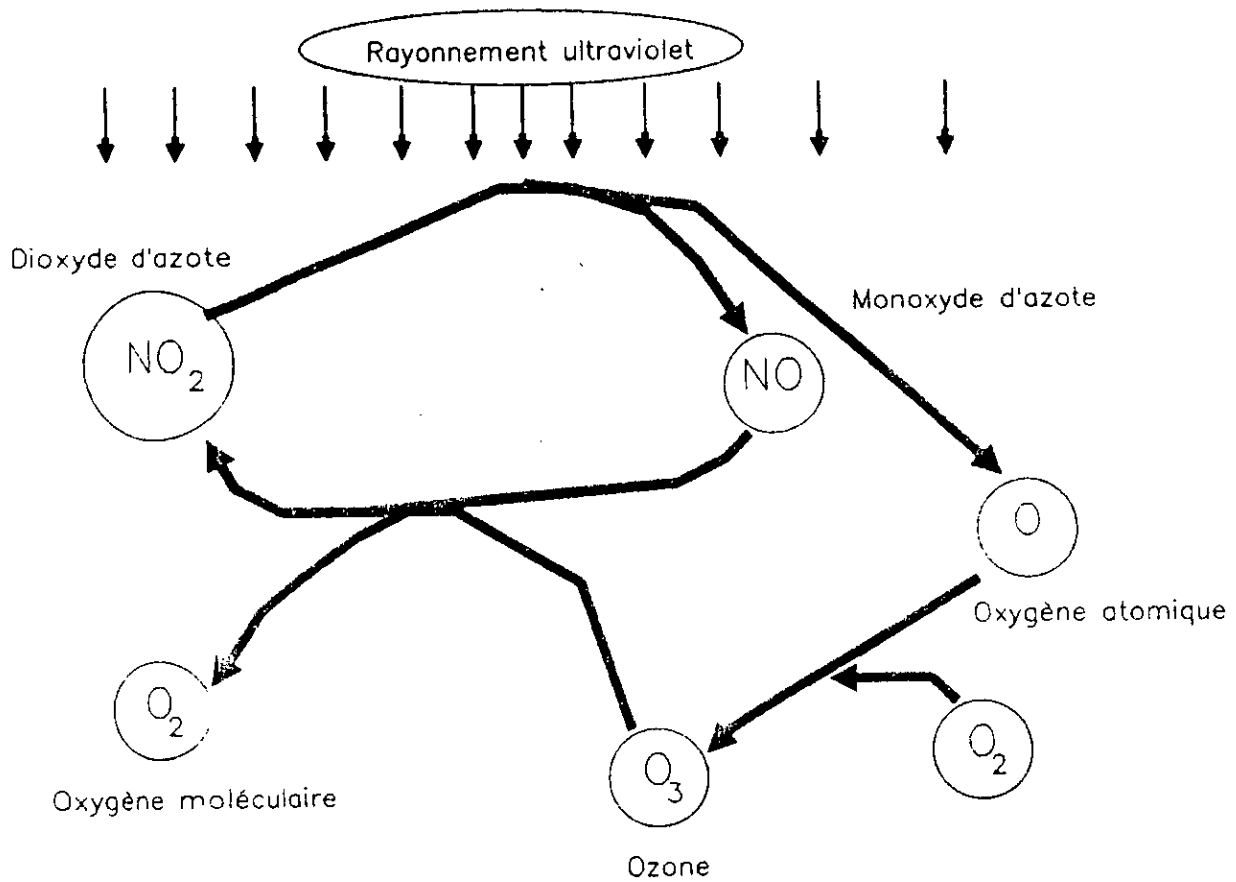 Rayonnement ultraviolet
Dioxyde d'azote
Monoxyde d'azote
NO₂
NO
O
Oxygène atomique
O₂
O₃
O₂
Oxygène moléculaire
Ozone